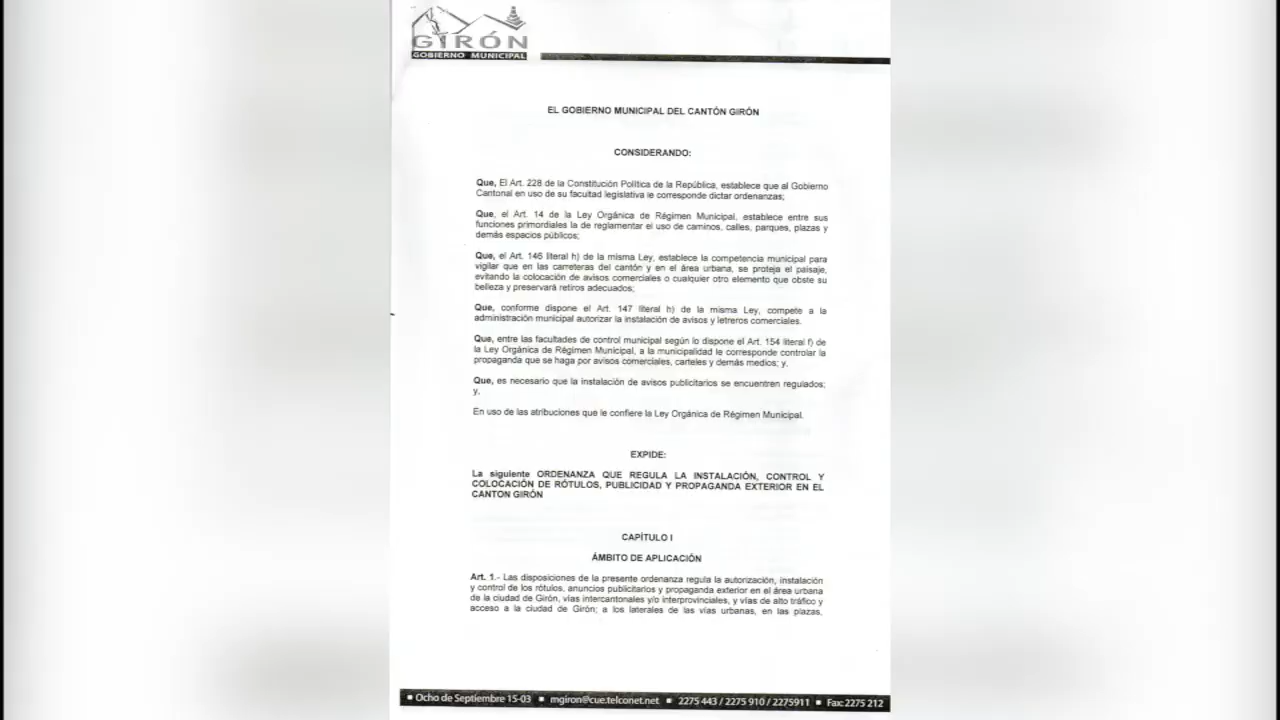 GIRÓN
GOBIERNO MUNICIPAL
EL GOBIERNO MUNICIPAL DEL CANTÓN GIRÓN
CONSIDERANDO:
Que, El Art. 228 de la Constitución Política de la República, establece que al Gobierno
Cantonal en uso de su facultad legislativa le corresponde dictar ordenanzas;
Que, el Art. 14 de la Ley Orgánica de Régimen Municipal, establece entre sus
funciones primordiales la de reglamentar el uso de caminos, calles, parques, plazas y
demás espacios públicos;
Que, el Art. 146 literal h) de la misma Ley, establece la competencia municipal para
vigilar que en las carreteras del cantón y en el área urbana, se proteja el paisaje,
evitando la colocación de avisos comerciales o cualquier otro elemento que obste su
belleza y preservará retiros adecuados;
Que, conforme dispone el Art. 147 literal h) de la misma Ley, compete a la
administración municipal autorizar la instalación de avisos y letreros comerciales.
Que, entre las facultades de control municipal según lo dispone el Art. 154 literal f) de
la Ley Orgánica de Régimen Municipal, a la municipalidad le corresponde controlar la
propaganda que se haga por avisos comerciales, carteles y demás medios; y,
Que, es necesario que la instalación de avisos publicitarios se encuentren regulados;
y,
En uso de las atribuciones que le confiere la Ley Orgánica de Régimen Municipal.
EXPIDE:
La siguiente ORDENANZA QUE REGULA LA INSTALACIÓN, CONTROL Y
COLOCACIÓN DE RÓTULOS, PUBLICIDAD Y PROPAGANDA EXTERIOR EN EL
CANTON GIRÓN
CAPÍTULO I
ÁMBITO DE APLICACIÓN
Art. 1.- Las disposiciones de la presente ordenanza regula la autorización, instalación
y control de los rótulos, anuncios publicitarios y propaganda exterior en el área urbana
de la ciudad de Girón, vías intercantonales y/o interprovinciales, y vías de alto tráfico y
acceso a la ciudad de Girón; a los laterales de las vías urbanas, en las plazas,
▪ Ocho de Septiembre 15-03 ▪ mgiron@cue.telconet.net ▪ 2275 443 / 2275 910 / 2275911 ▪ Fax: 2275 212